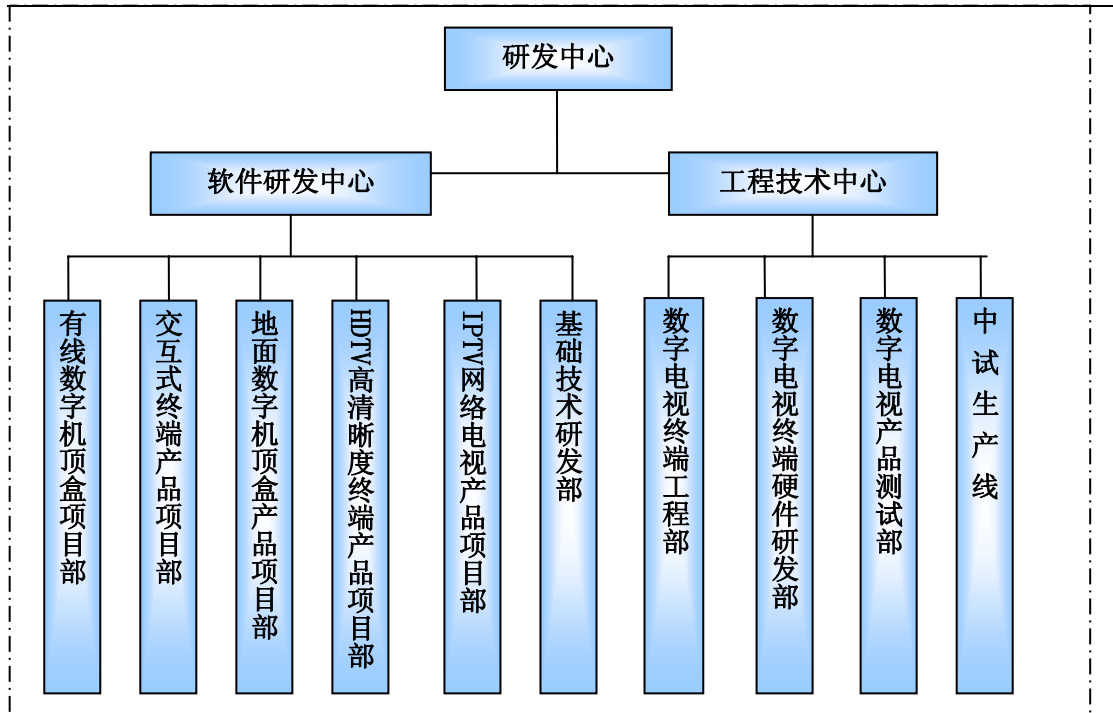 研发中心
软件研发中心
工程技术中心
有线数字机顶盒项目部
交互式终端产品项目部
地面数字机顶盒产品项目部
HDTV高清晰度终端产品项目部
IPTV网络电视产品项目部
基础技术研发部
数字电视终端工程部
数字电视终端硬件研发部
数字电视产品测试部
中试生产线